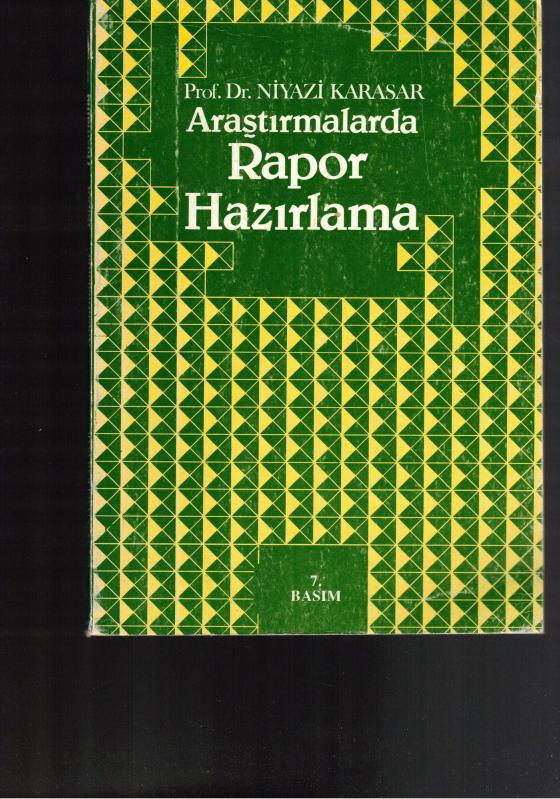 Prof. Dr. NİYAZİ KARASAR
Araştırmalarda
Rapor
Hazırlama
7.
BASIM